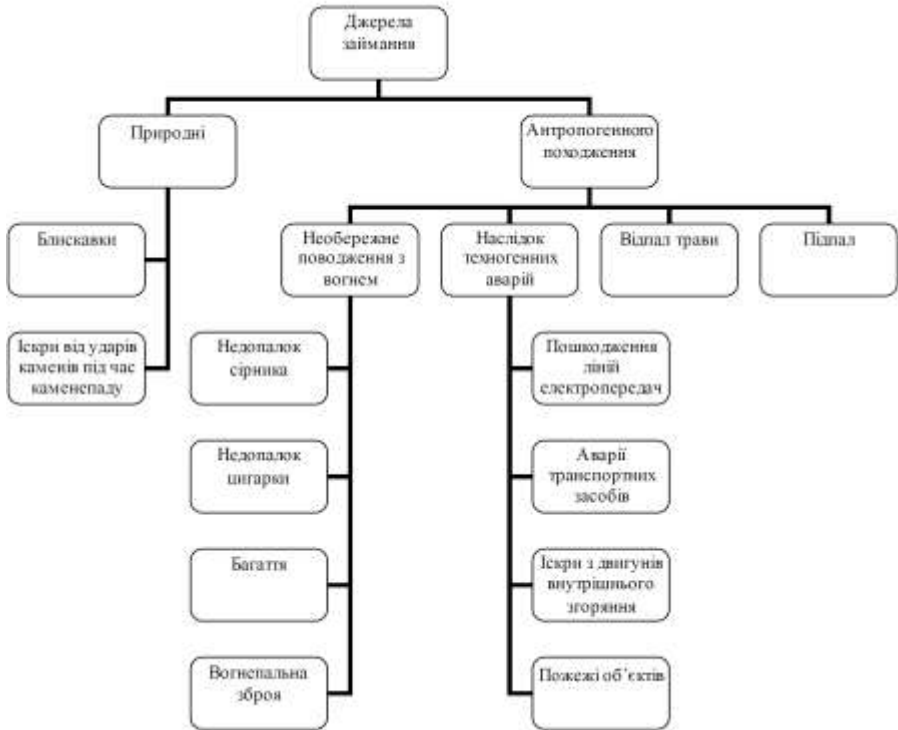 Джерела
займання
Природні
Антропогенного
походження
Блискавки
Необережне
поводження з
вогнем
Наслідок
техногенних
аварій
Відпал трави
Підпал
Іскри від ударів
каменів під час
каменепаду
Недопалок
сірника
Пошкодження
ліній
електропередач
Недопалок
цигарки
Аварії
транспортних
засобів
Багаття
Іскри з двигунів
внутрішнього
згоряння
Вогнепальна
зброя
Пожежі об´єктів